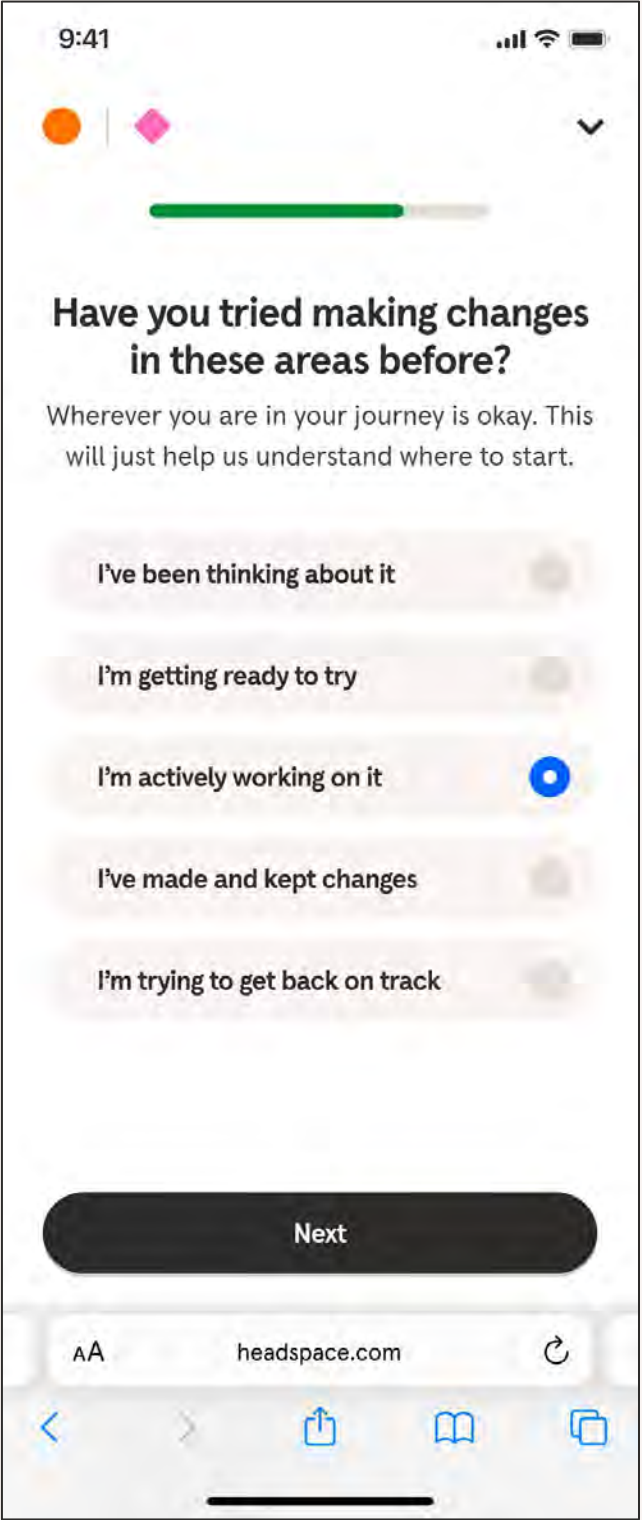 9:41
Have you tried making changes
in these areas before?
Wherever you are in your journey is okay. This
will just help us understand where to start.
I've been thinking about it
I'm getting ready to try
I'm actively working on it
I've made and kept changes
I'm trying to get back on track
Next
AA headspace.com